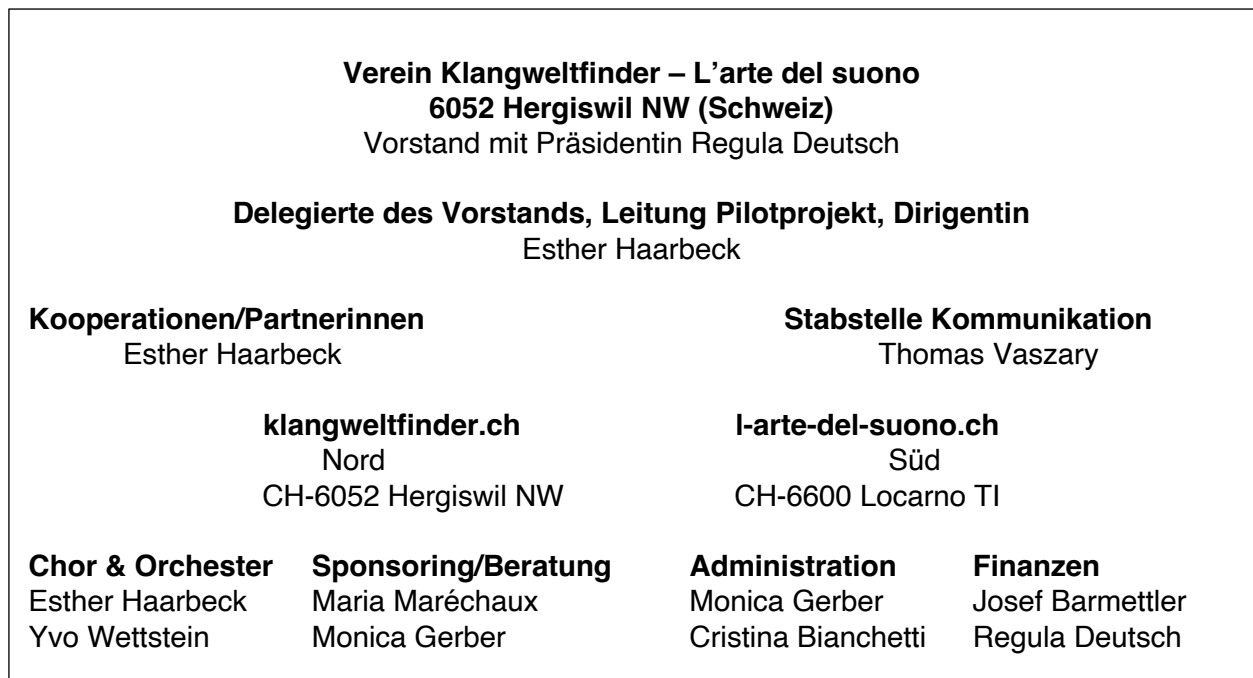 Verein Klangweltfinder – L’arte del suono
6052 Hergiswil NW (Schweiz)
Vorstand mit Präsidentin Regula Deutsch
Delegierte des Vorstands, Leitung Pilotprojekt, Dirigentin
Esther Haarbeck
Kooperationen/Partnerinnen Stabstelle Kommunikation
Esther Haarbeck Thomas Vaszary
klangweltfinder.ch l-arte-del-suono.ch
Nord Süd
CH-6052 Hergiswil NW CH-6600 Locarno TI
Chor & Orchester Sponsoring/Beratung Administration Finanzen
Esther Haarbeck Maria Maréchaux Monica Gerber Josef Barmettler
Yvo Wettstein Monica Gerber Cristina Bianchetti Regula Deutsch